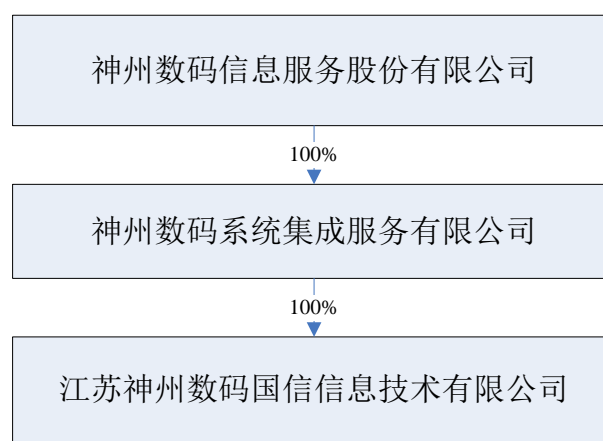 神州数码信息服务股份有限公司
100%
神州数码系统集成服务有限公司
100%
江苏神州数码国信信息技术有限公司